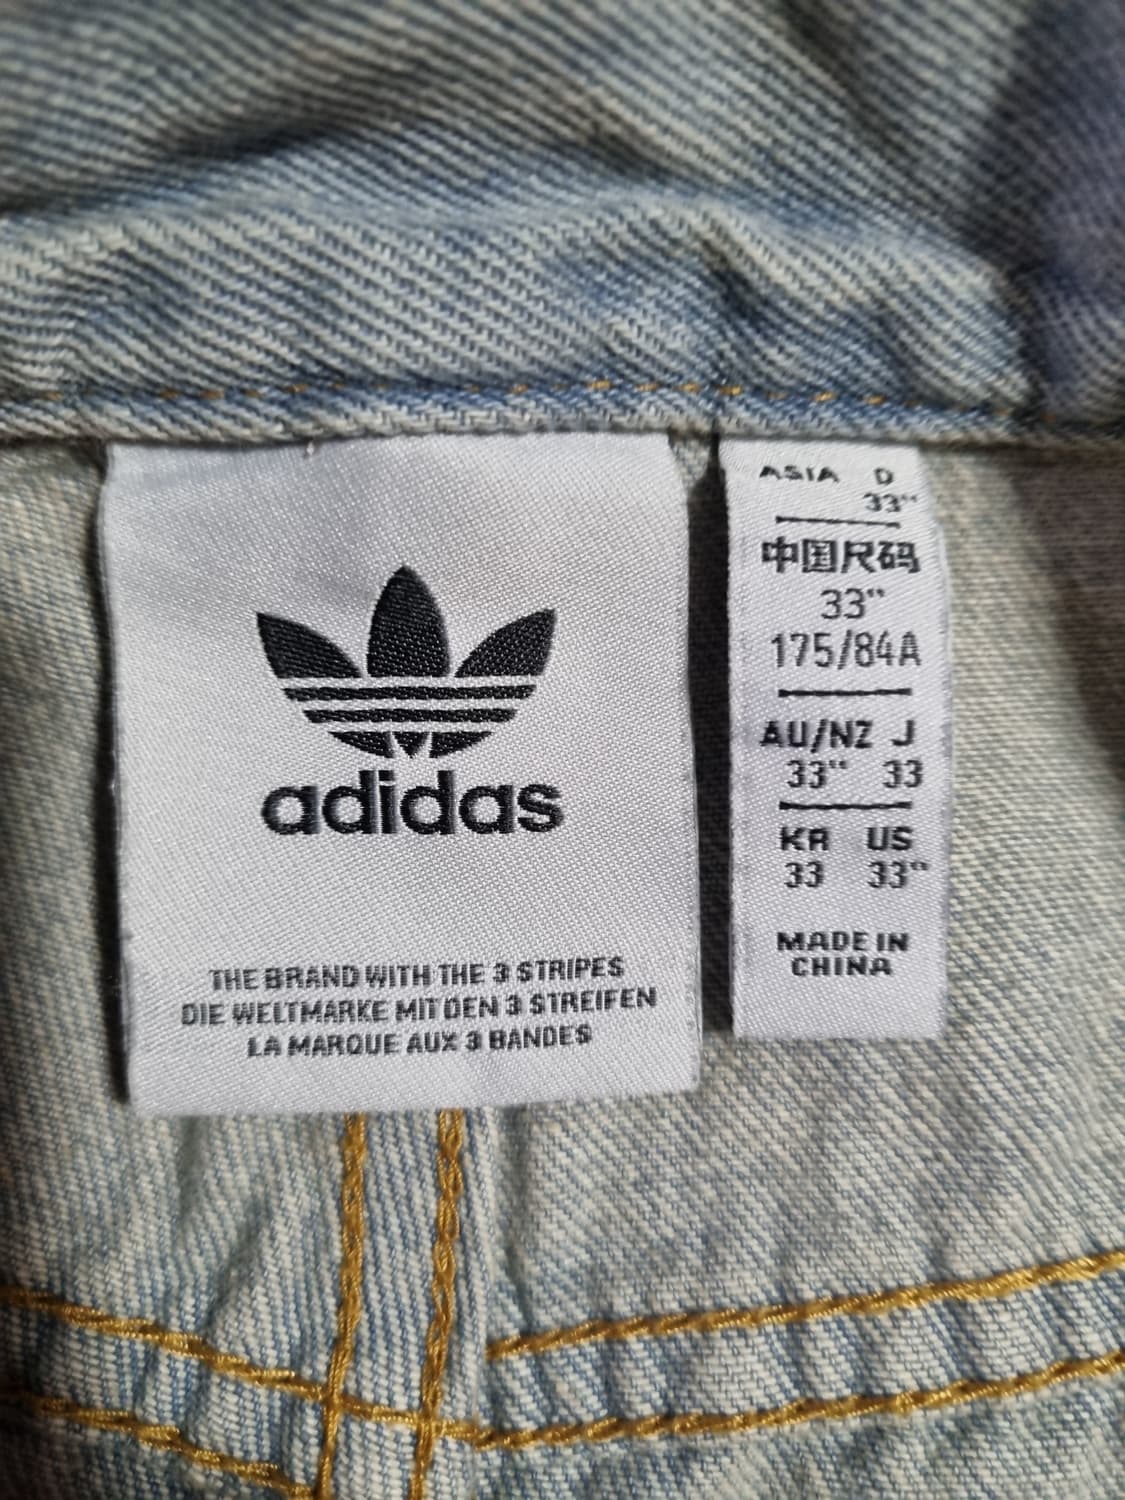 adidas
THE BRAND WITH THE 3 STRIPES
DIE WELTMARKE MIT DEN 3 STREIFEN
LA MARQUE AUX 3 BANDES
ASIA D
33"
中国尺码
33"
175/84A
AU/NZ J
33" 33
KR US
33 33"
MADE IN
CHINA